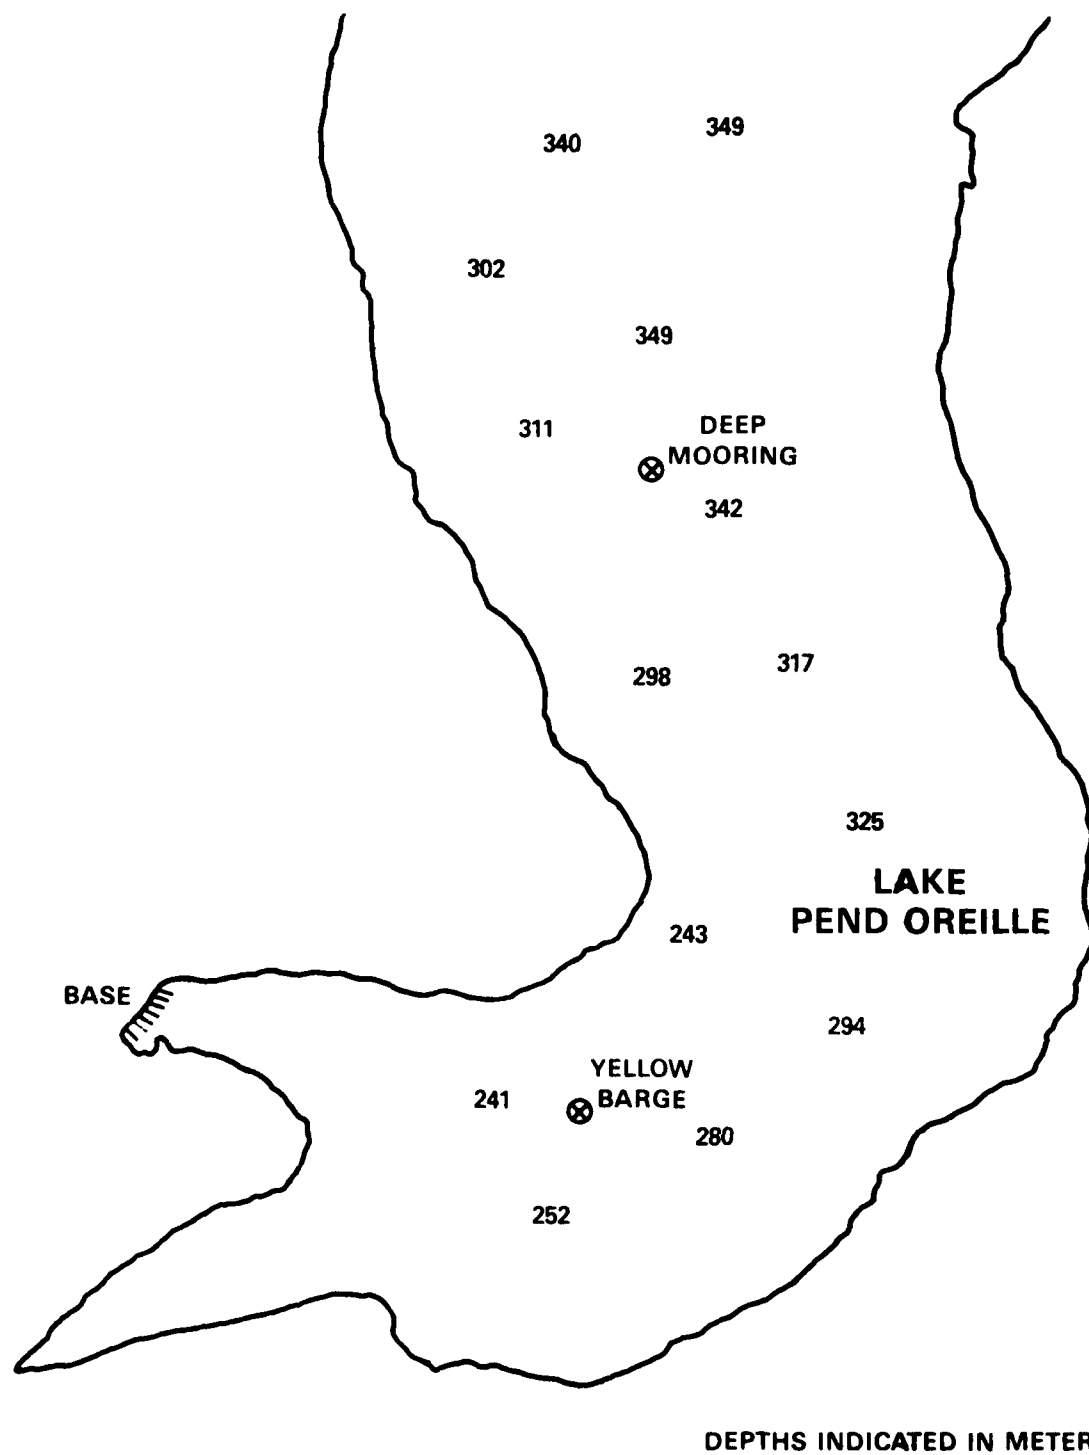 340
349
302
349
311
DEEP
MOORING
342
298
317
325
LAKE
PEND OREILLE
243
BASE
294
YELLOW
BARGE
241
280
252
DEPTHS INDICATED IN METER